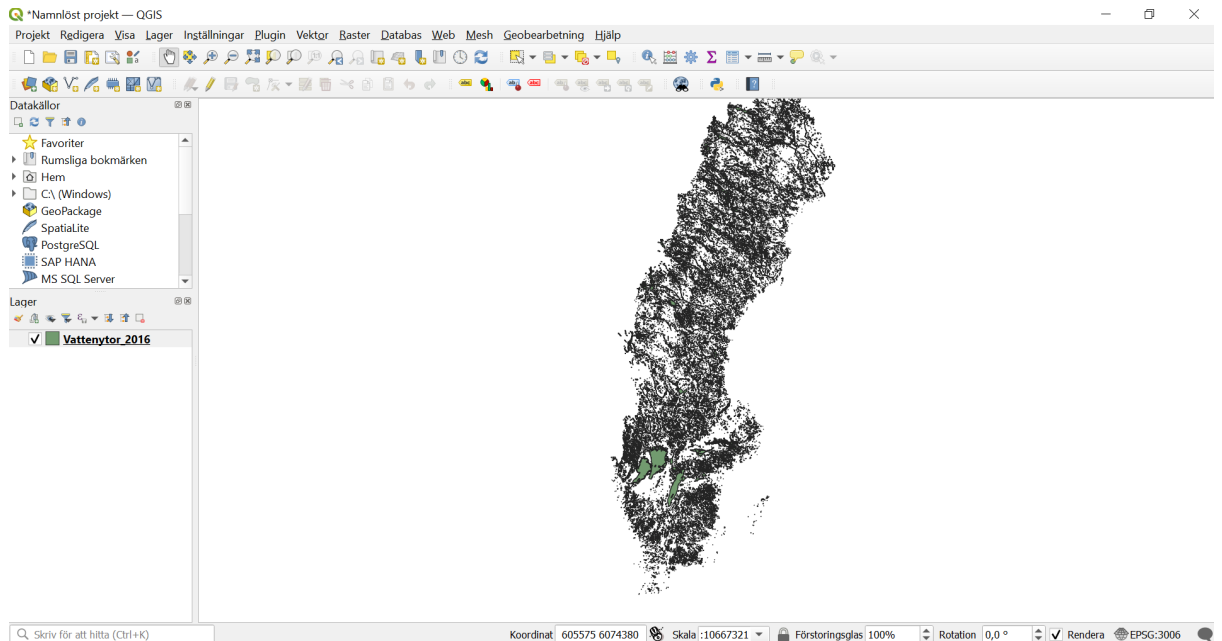 *Namnlöst projekt — QGIS
Projekt Redigera Visa Lager Inställningar Plugin Vektor Raster Databas Web Mesh Geobearbetning Hjälp
Datakällor
Favoriter
Rumsliga bokmärken
Hem
C:\ (Windows)
GeoPackage
SpatiaLite
PostgreSQL
SAP HANA
MS SQL Server
Lager
Vattenytor_2016
Skriv för att hitta (Ctrl+K) Koordinat 605575 6074380 Skala :10667321 Förstoringsglas 100% Rotation 0,0 ° Rendera EPSG:3006